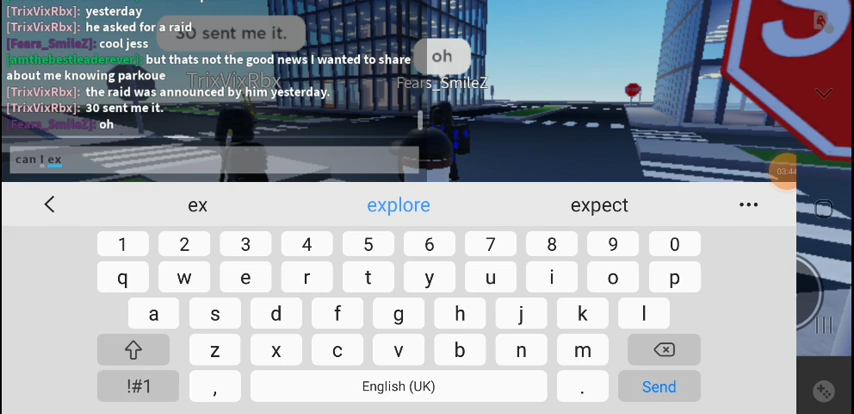 [TrixVixRbx]: yesterday
[TrixVixRbx]: he asked for a raid
[Fears_SmileZ]: cool jess
[iamthebestleaderever]: but thats not the good news I wanted to share
about me knowing parkoue
[TrixVixRbx]: the raid was announced by him yesterday.
[TrixVixRbx]: 30 sent me it.
[Fears_SmileZ]: oh
30 sent me it.
oh
TrixVixRbx
Fears_SmileZ
can I ex
S
03:44
ex explore expect
1 2 3 4 5 6 7 8 9 0
q w e r t y u i o p
a s d f g h j k l
z x c v b n m
!#1 , English (UK) . Send